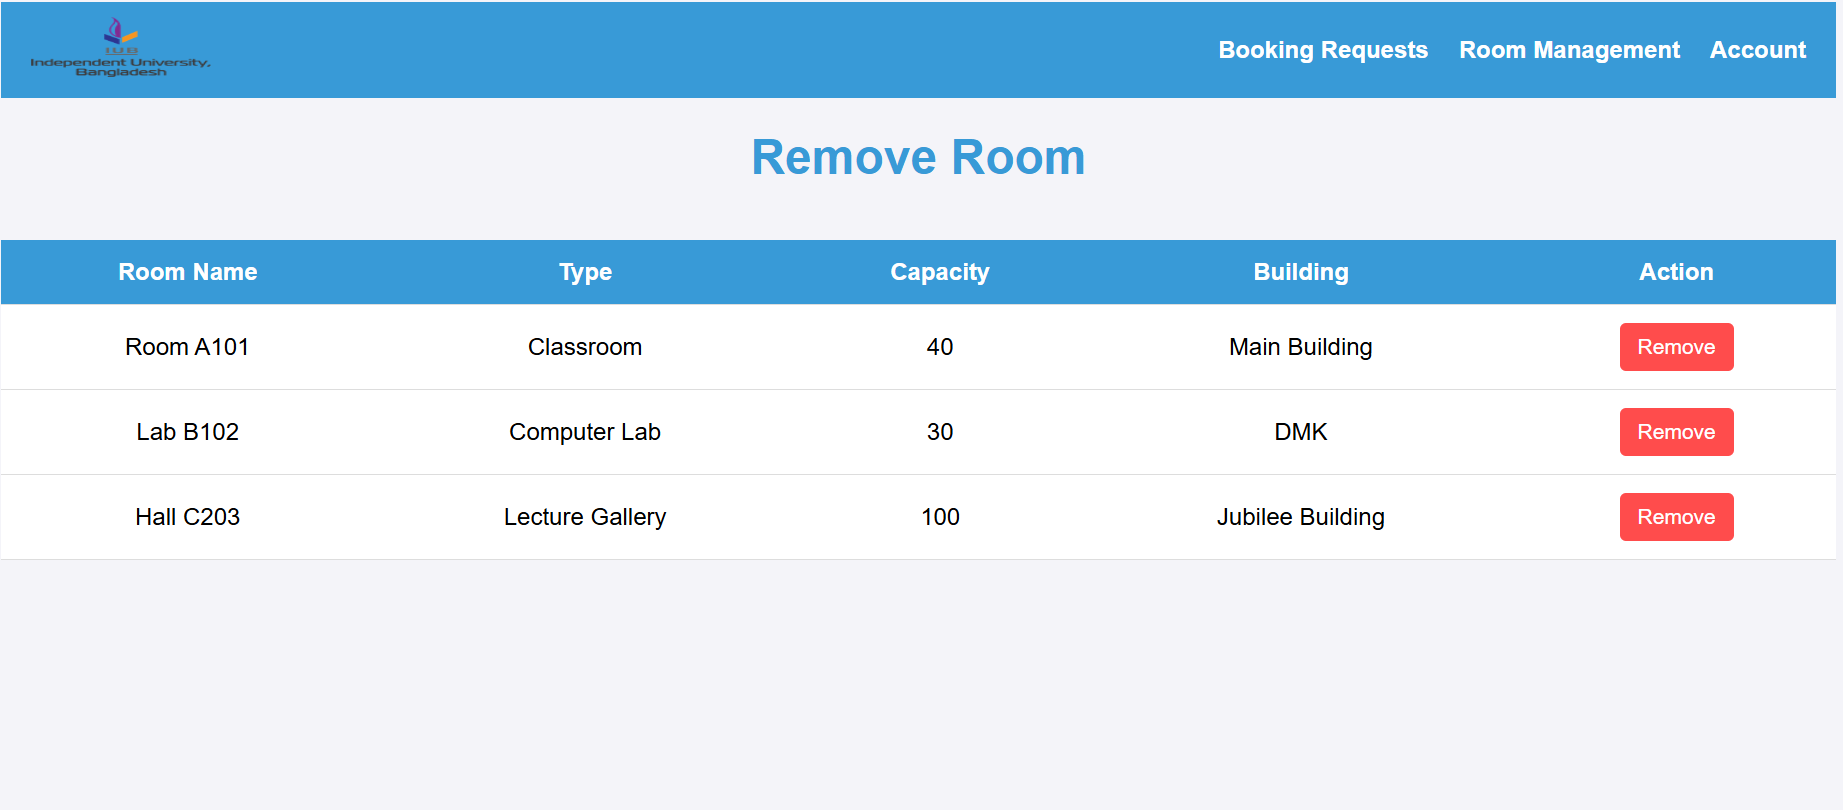 IUB
Independent University,
Bangladesh
Booking Requests Room Management Account
Remove Room
Room Name Type Capacity Building Action
Room A101 Classroom 40 Main Building Remove
Lab B102 Computer Lab 30 DMK Remove
Hall C203 Lecture Gallery 100 Jubilee Building Remove